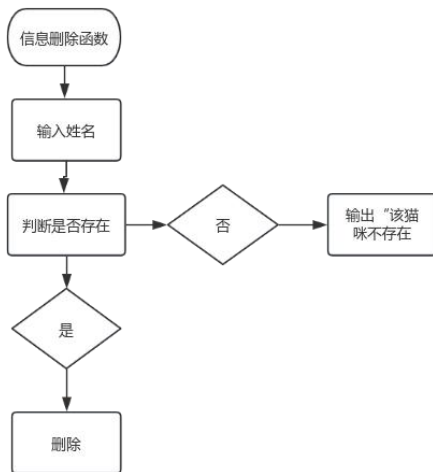 信息删除函数
输入姓名
判断是否存在
否
输出“该猫
咪不存在
是
删除